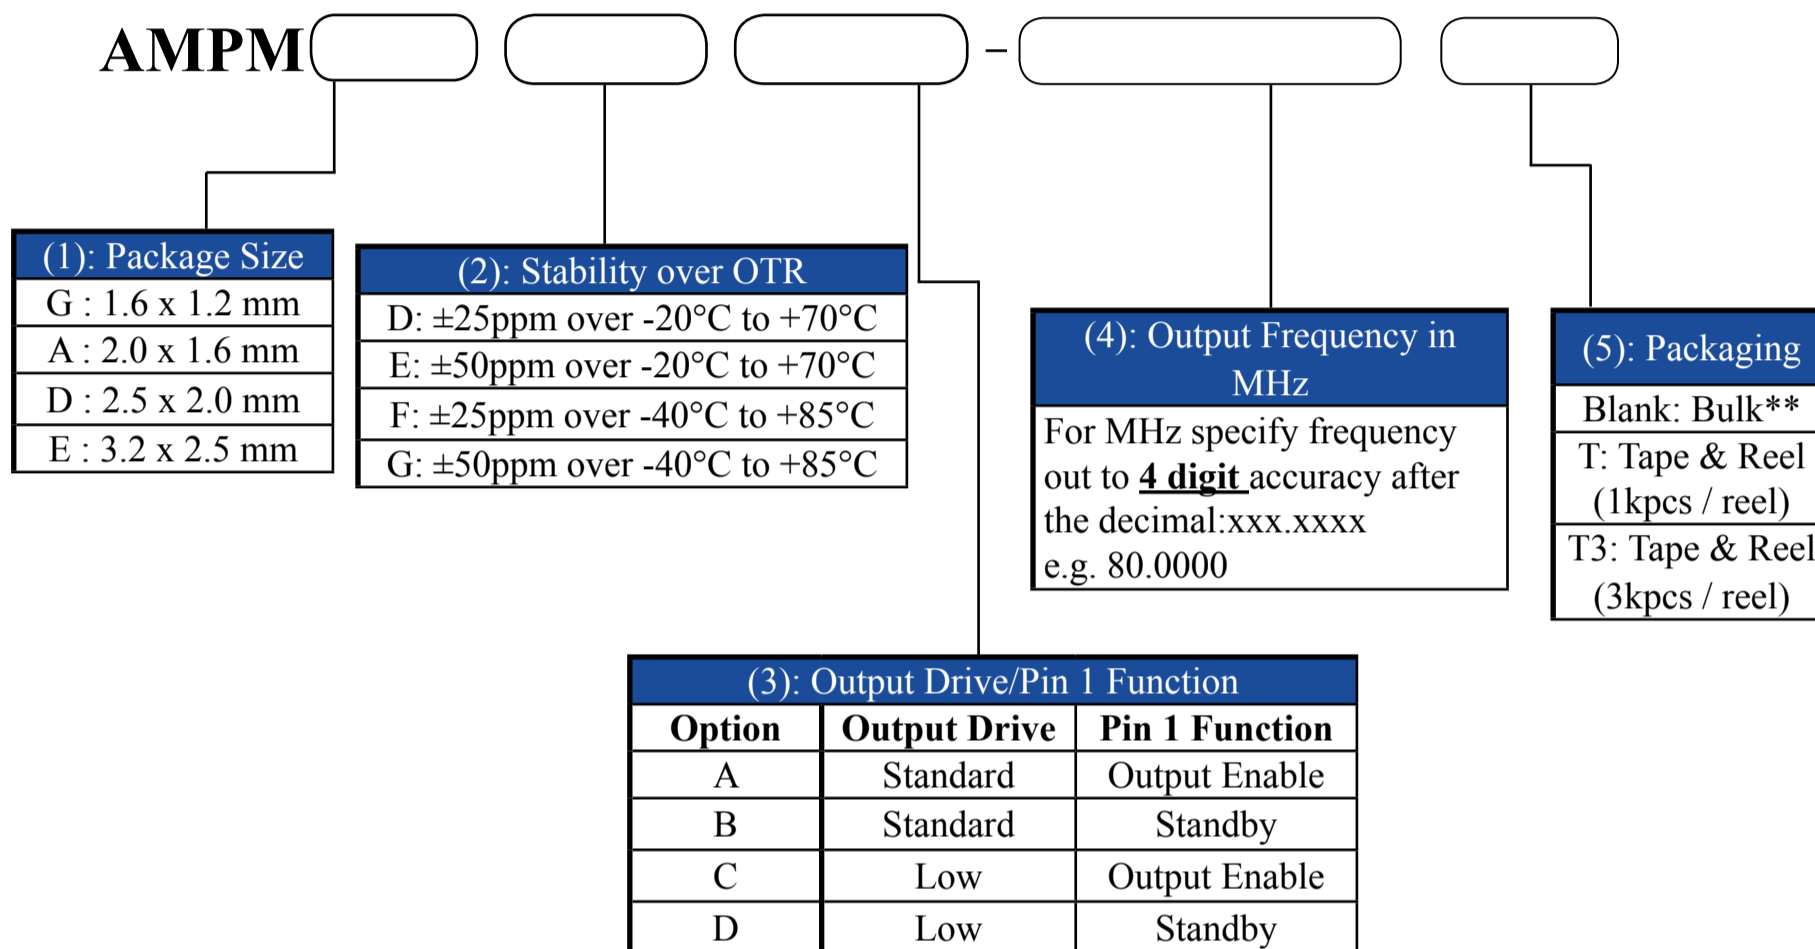 AMPM –
(1): Package Size
G : 1.6 x 1.2 mm
A : 2.0 x 1.6 mm
D : 2.5 x 2.0 mm
E : 3.2 x 2.5 mm
(2): Stability over OTR
D: ±25ppm over -20°C to +70°C
E: ±50ppm over -20°C to +70°C
F: ±25ppm over -40°C to +85°C
G: ±50ppm over -40°C to +85°C
(4): Output Frequency in
MHz
For MHz specify frequency
out to 4 digit accuracy after
the decimal:xxx.xxxx
e.g. 80.0000
(5): Packaging
Blank: Bulk**
T: Tape & Reel
(1kpcs / reel)
T3: Tape & Reel
(3kpcs / reel)
(3): Output Drive/Pin 1 Function
Option Output Drive Pin 1 Function
A Standard Output Enable
B Standard Standby
C Low Output Enable
D Low Standby